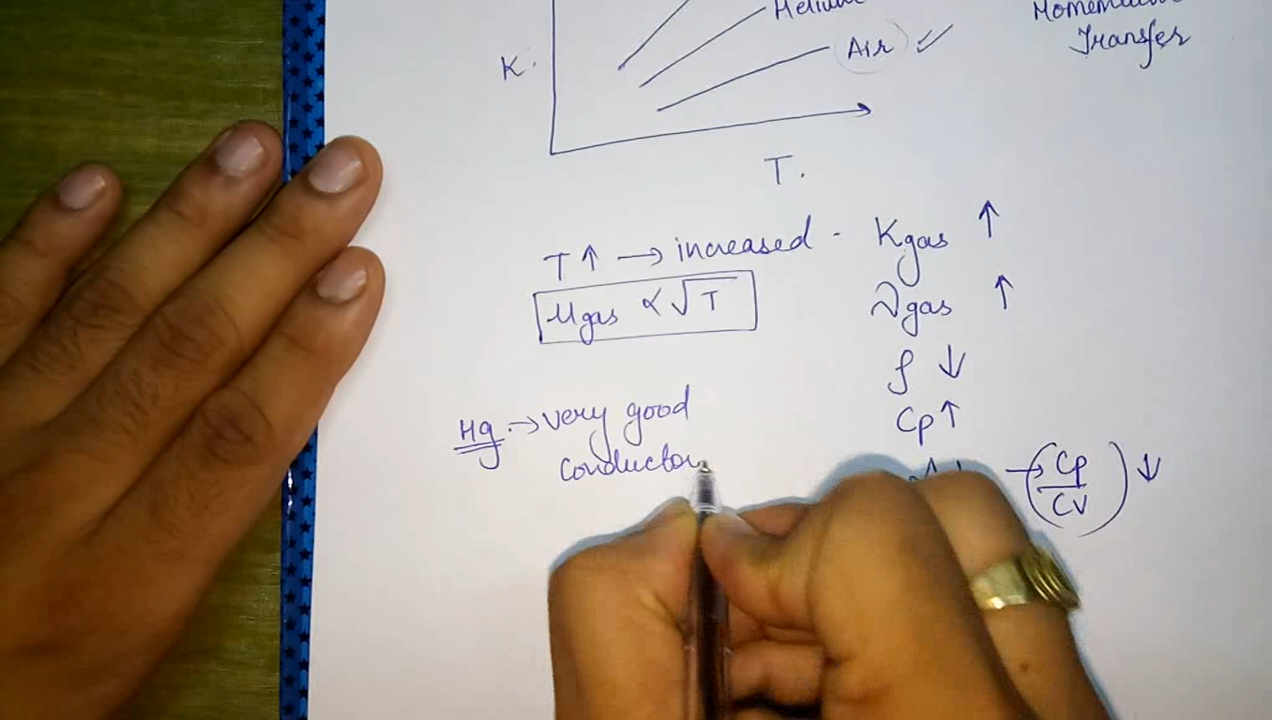 Helium
Momentum
Transfer
Air
K.
T.
T ↑ → increased - Kgas ↑
μgas ∝ √T
νgas ↑
ρ ↓
Cp ↑
Hg → very good
conductor
→ (Cp/Cv) ↓